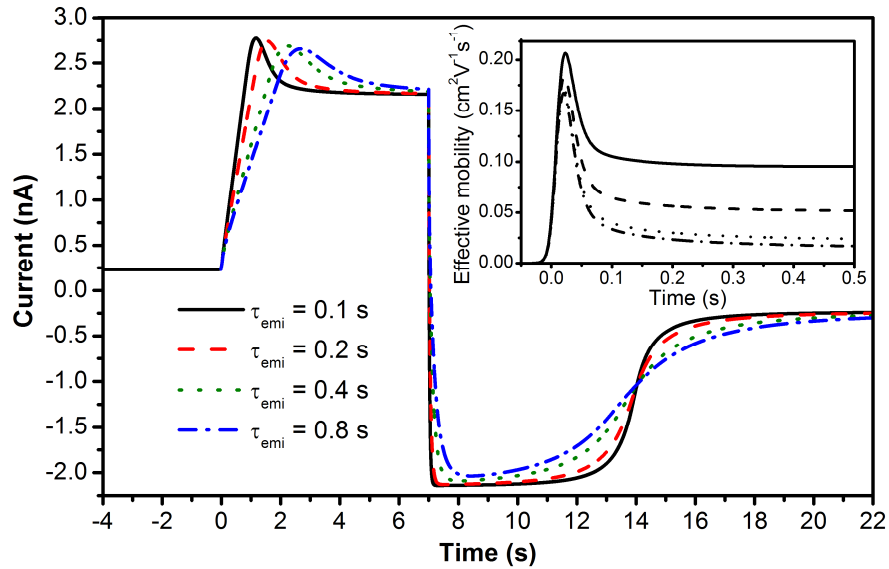 3.0
2.5
2.0
1.5
1.0
0.5
0.0
-0.5
-1.0
-1.5
-2.0
Current (nA)
-4 -2 0 2 4 6 8 10 12 14 16 18 20 22
Time (s)
τemi = 0.1 s
τemi = 0.2 s
τemi = 0.4 s
τemi = 0.8 s
0.20
0.15
0.10
0.05
0.00
Effective mobility (cm²V⁻¹s⁻¹)
0.0 0.1 0.2 0.3 0.4 0.5
Time (s)